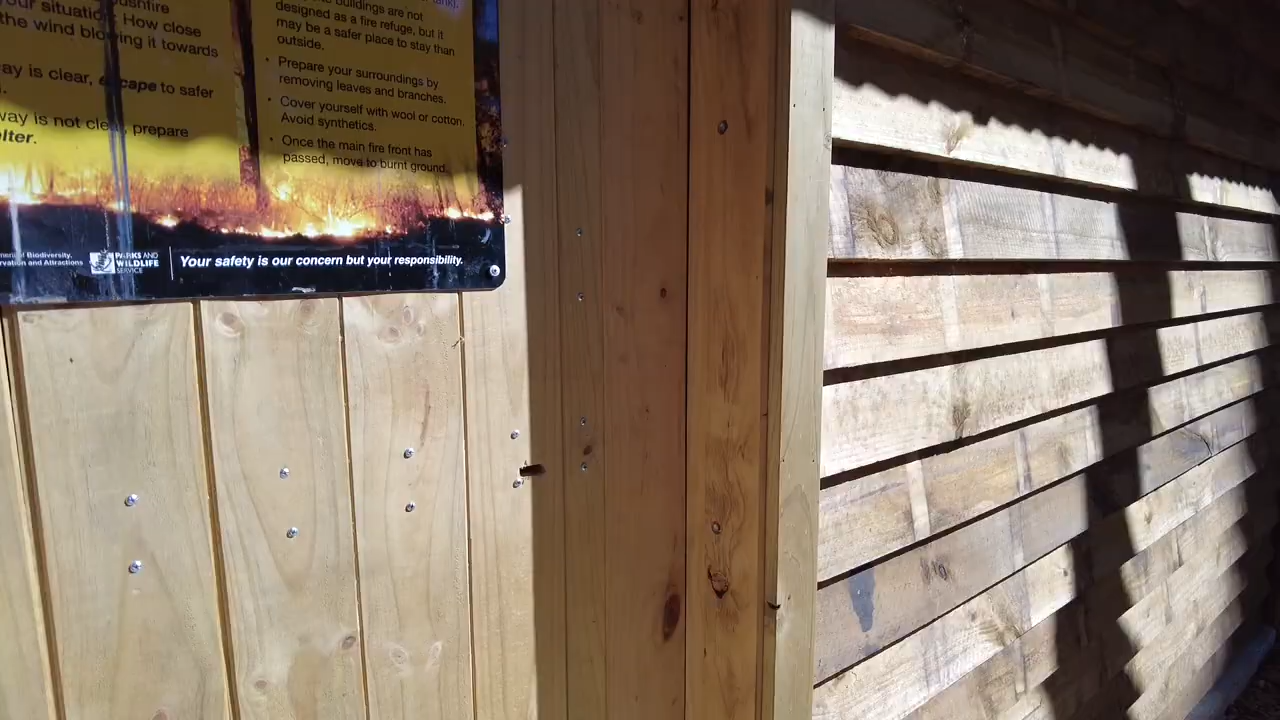 your situation. How close
the wind blowing it towards
way is clear, escape to safer
way is not clear, prepare
buildings are not
designed as a fire refuge, but it
may be a safer place to stay than
outside.
• Prepare your surroundings by
removing leaves and branches.
• Cover yourself with wool or cotton.
Avoid synthetics.
• Once the main fire front has
passed, move to burnt ground.
of Biodiversity,
and Attractions
PARKS AND
WILDLIFE
SERVICE
Your safety is our concern but your responsibility.